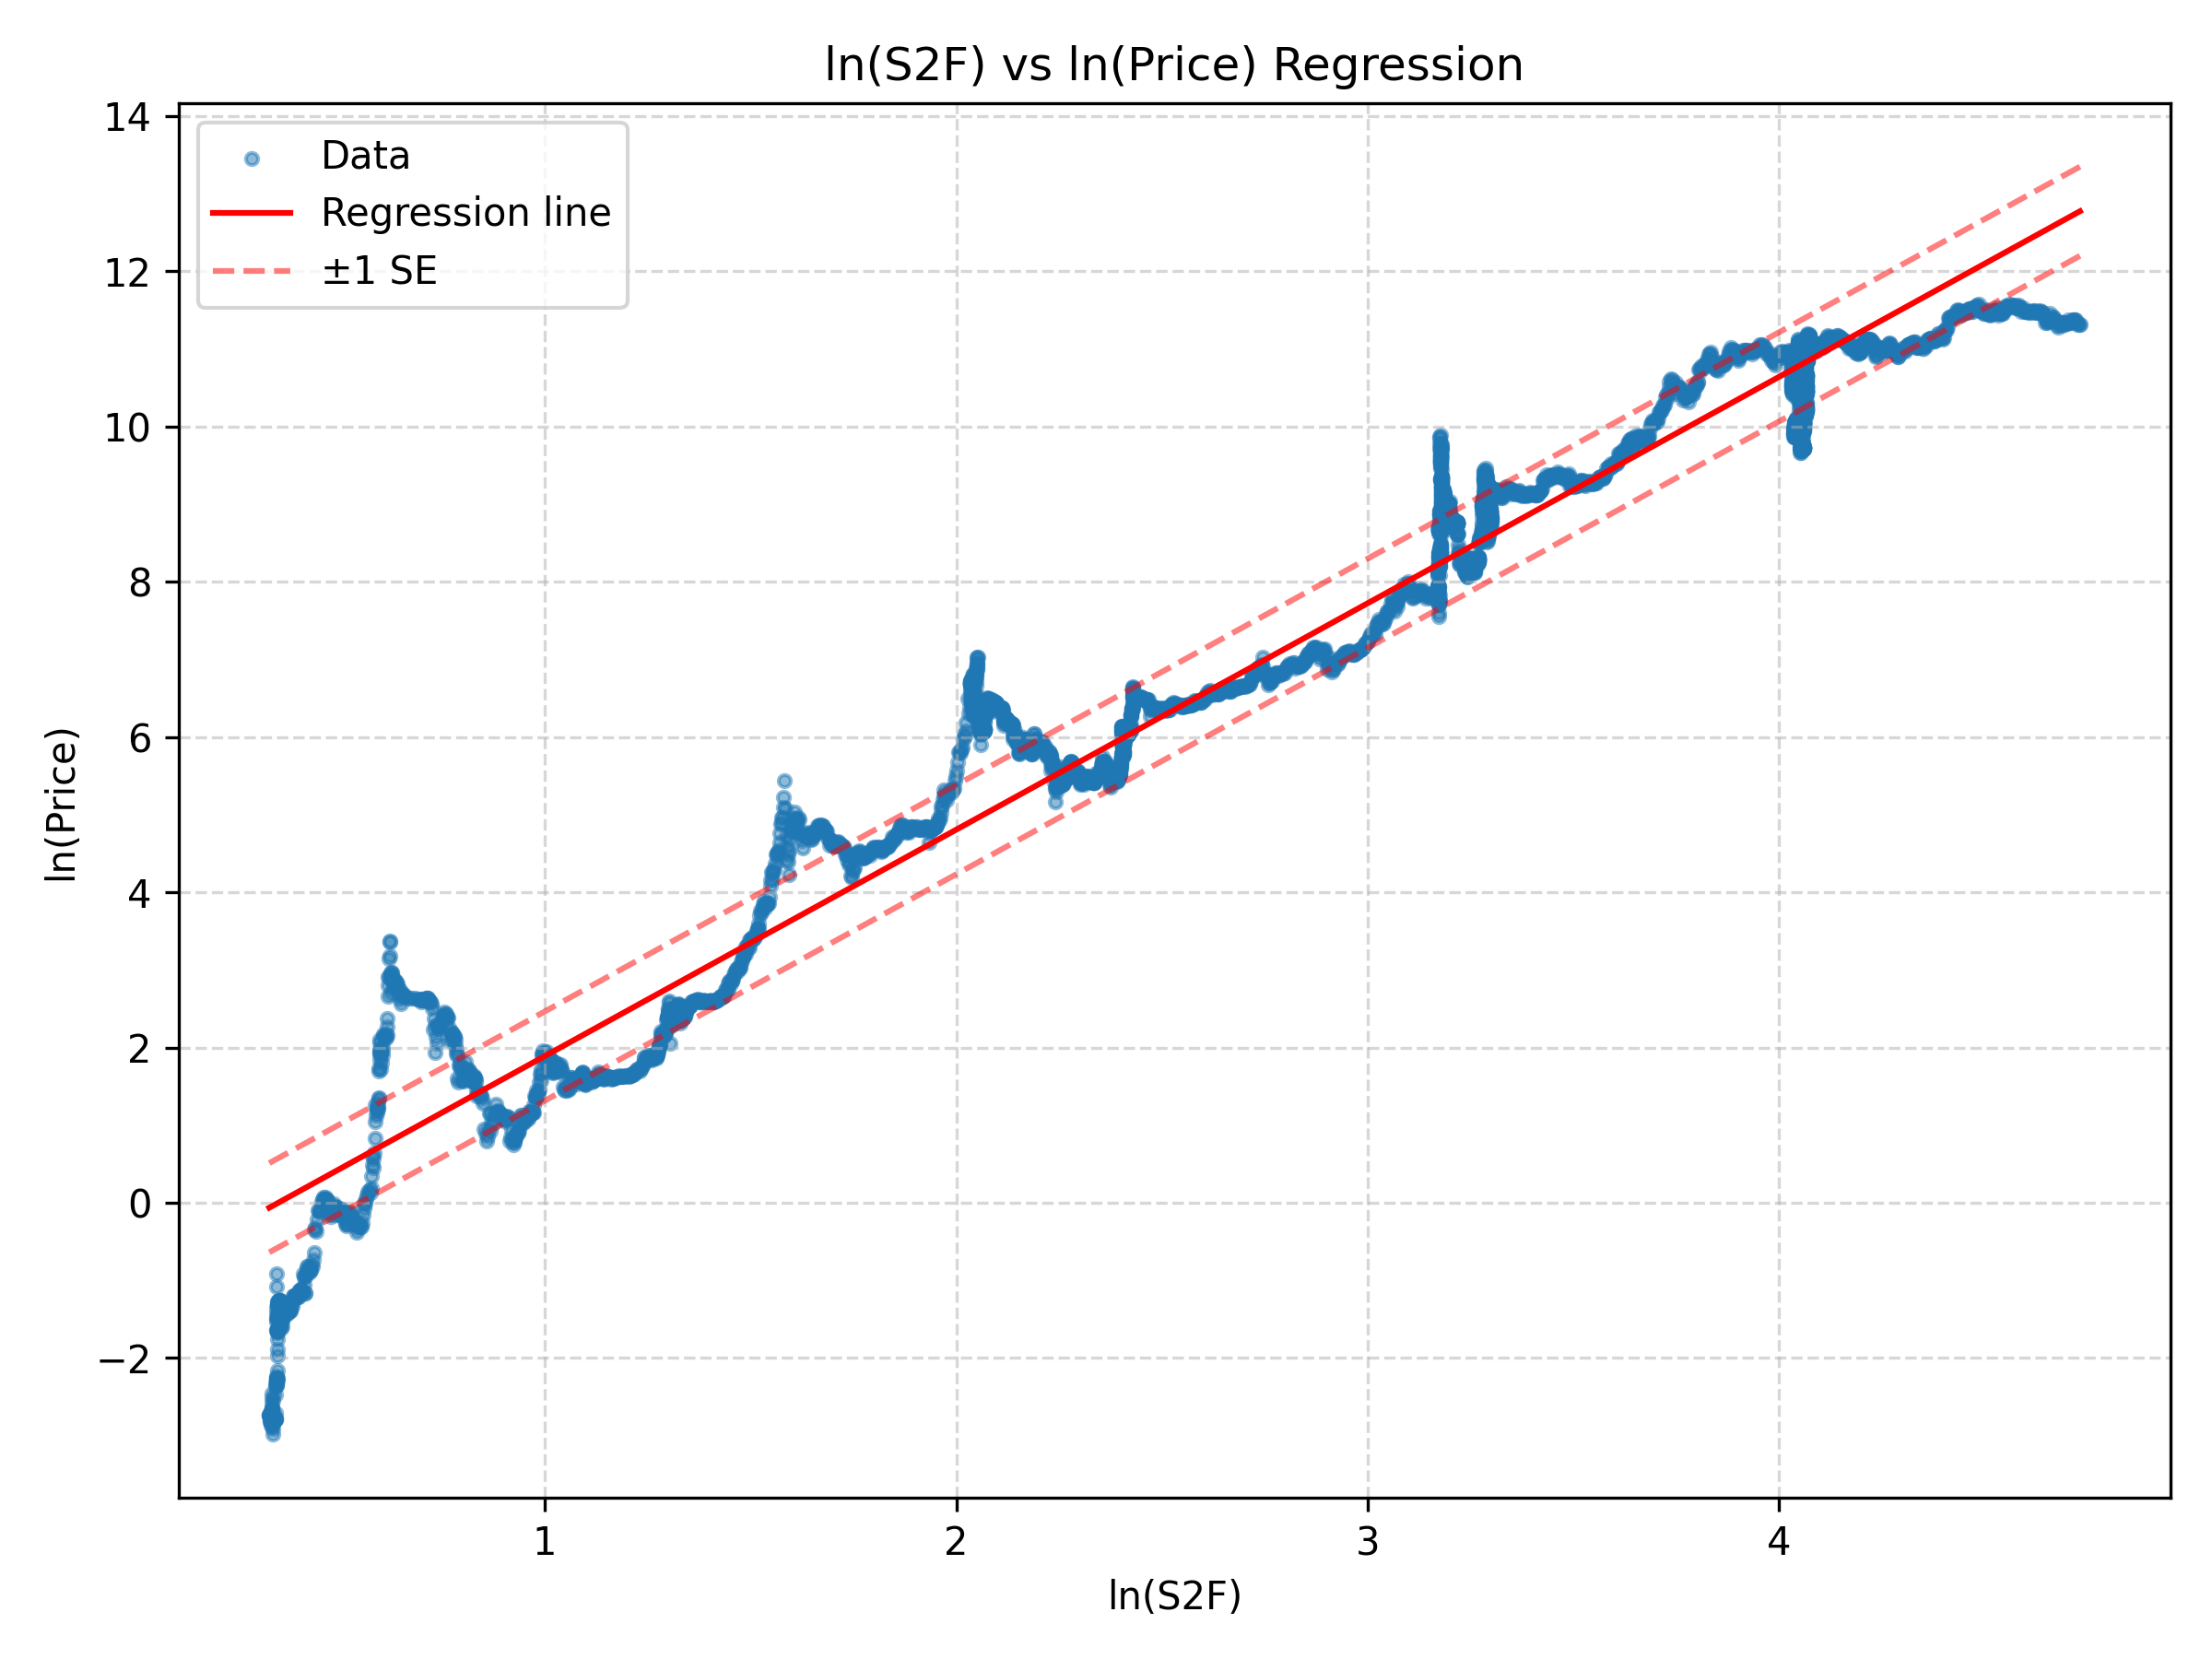 ln(S2F) vs ln(Price) Regression
14
12
10
8
6
4
2
0
−2
ln(Price)
Data
Regression line
±1 SE
1
2
3
4
ln(S2F)